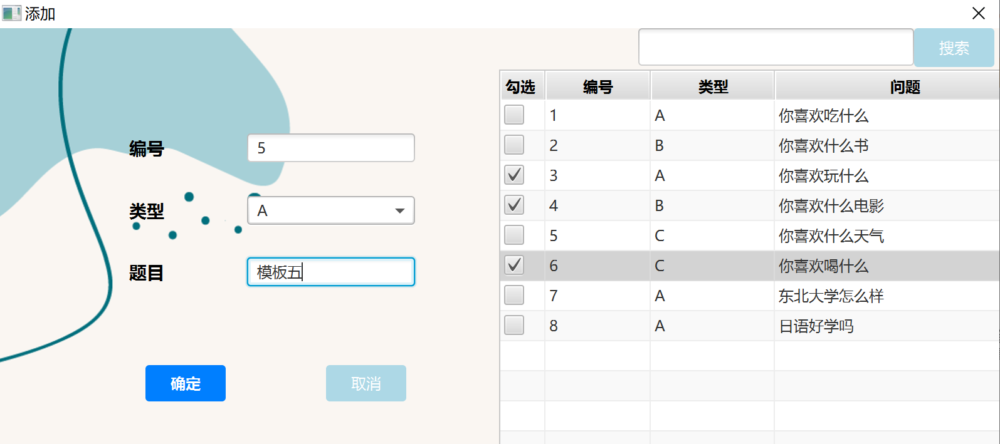 添加
搜索
编号 5
类型 A
题目 模板五
确定 取消
勾选 编号 类型 问题
1 A 你喜欢吃什么
2 B 你喜欢什么书
3 A 你喜欢玩什么
4 B 你喜欢什么电影
5 C 你喜欢什么天气
6 C 你喜欢喝什么
7 A 东北大学怎么样
8 A 日语好学吗